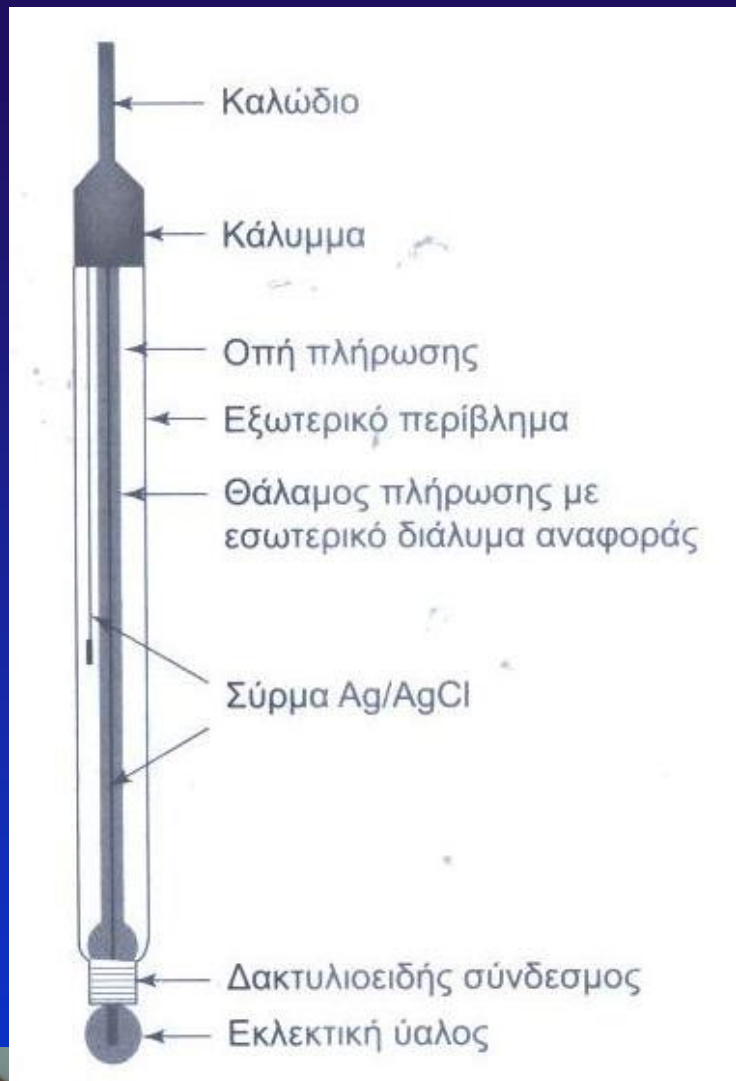 Καλώδιο
Κάλυμμα
Οπή πλήρωσης
Εξωτερικό περίβλημα
Θάλαμος πλήρωσης με
εσωτερικό διάλυμα αναφοράς
Σύρμα Ag/AgCl
Δακτυλιοειδής σύνδεσμος
Εκλεκτική ύαλος